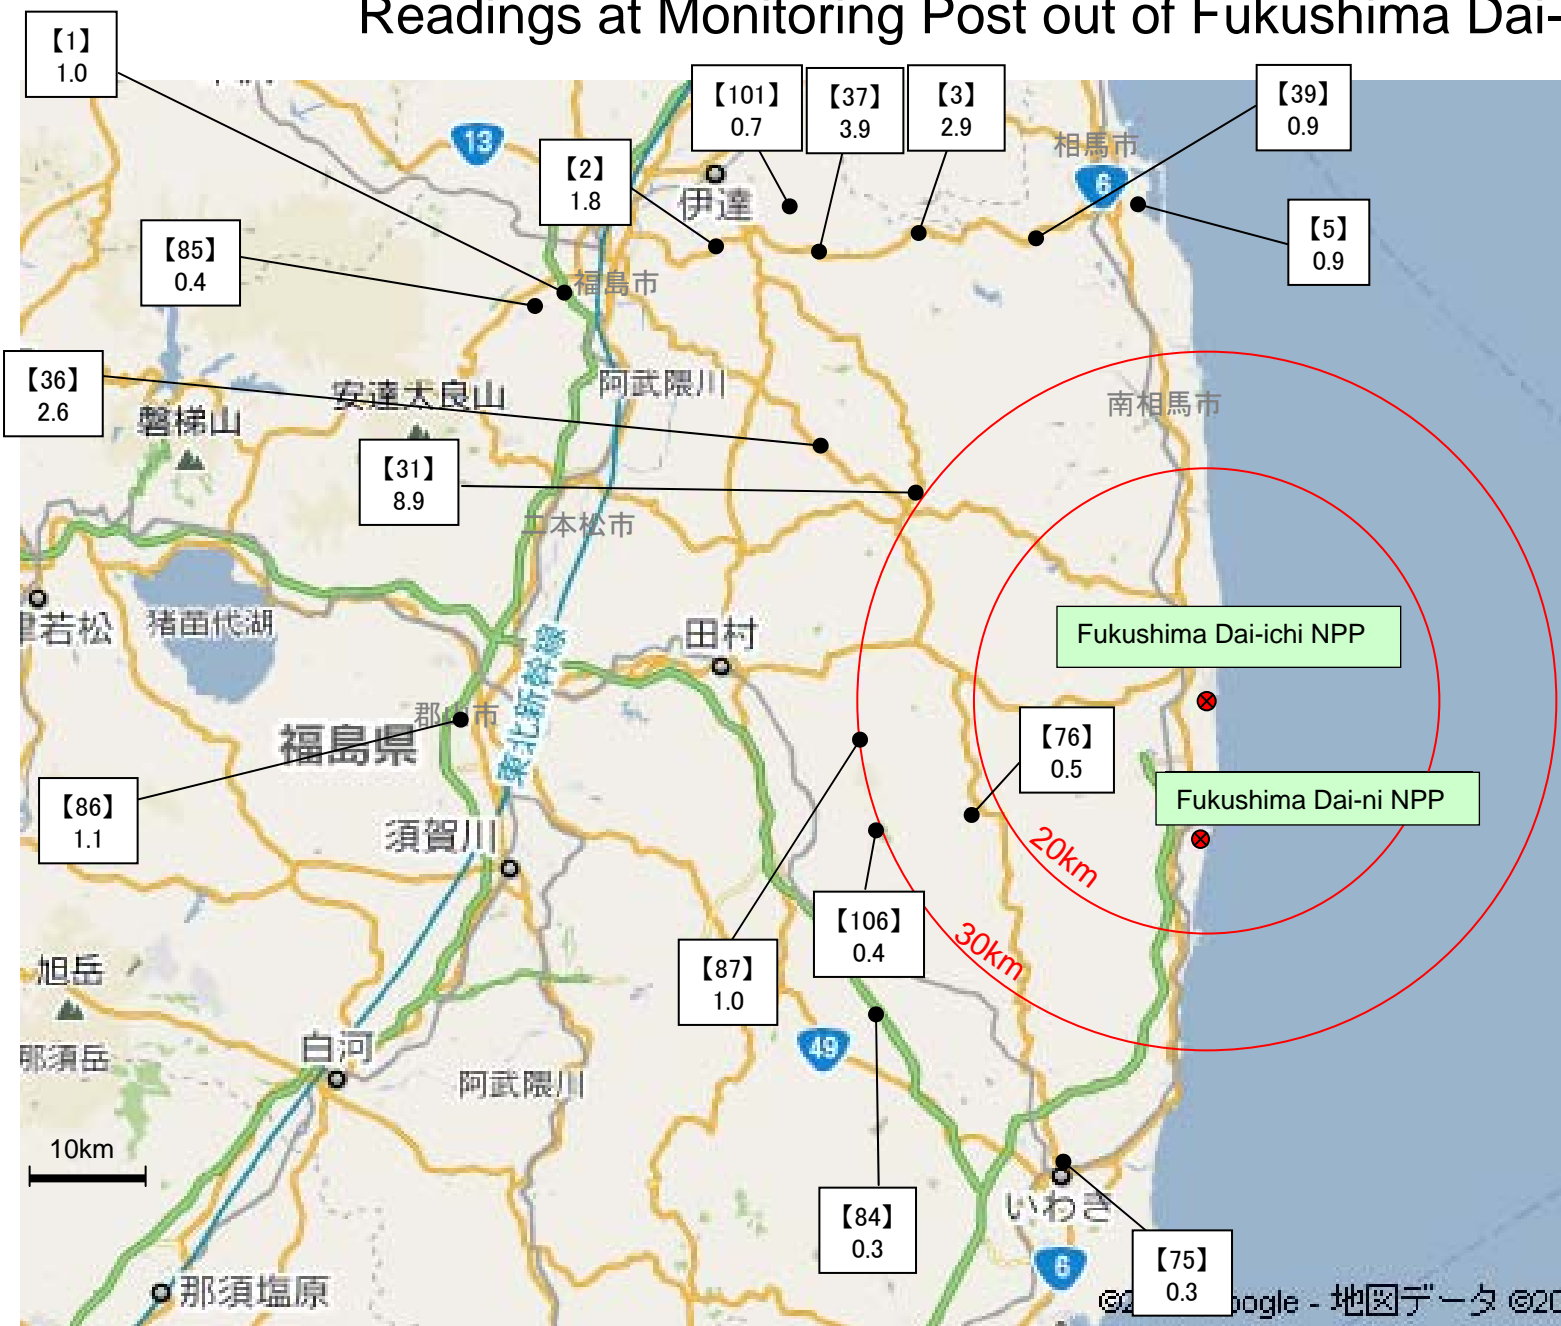 Readings at Monitoring Post out of Fukushima Dai-
【1】
1.0
【101】
0.7
【37】
3.9
【3】
2.9
【39】
0.9
13
相馬市
6
【2】
1.8
伊達
【5】
0.9
【85】
0.4
福島市
【36】
2.6
安達太良山
阿武隈川
磐梯山
南相馬市
【31】
8.9
二本松市
Fukushima Dai-ichi NPP
若松
猪苗代湖
田村
東北新幹線
郡山市
福島県
【76】
0.5
Fukushima Dai-ni NPP
【86】
1.1
須賀川
20km
【106】
0.4
30km
【87】
1.0
旭岳
白河
那須岳
49
阿武隈川
10km
いわき
【84】
0.3
6
【75】
0.3
那須塩原
ogle - 地図データ ©20